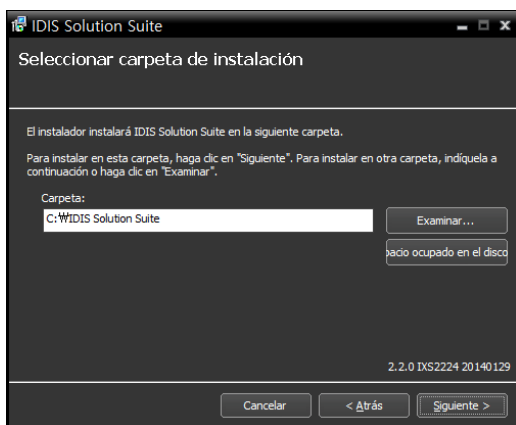 IDIS Solution Suite
Seleccionar carpeta de instalación
El instalador instalará IDIS Solution Suite en la siguiente carpeta.
Para instalar en esta carpeta, haga clic en "Siguiente". Para instalar en otra carpeta, indíquela a
continuación o haga clic en "Examinar".
Carpeta:
C:₩IDIS Solution Suite
Examinar...
pacio ocupado en el disco
2.2.0 IXS2224 20140129
Cancelar
< Atrás
Siguiente >